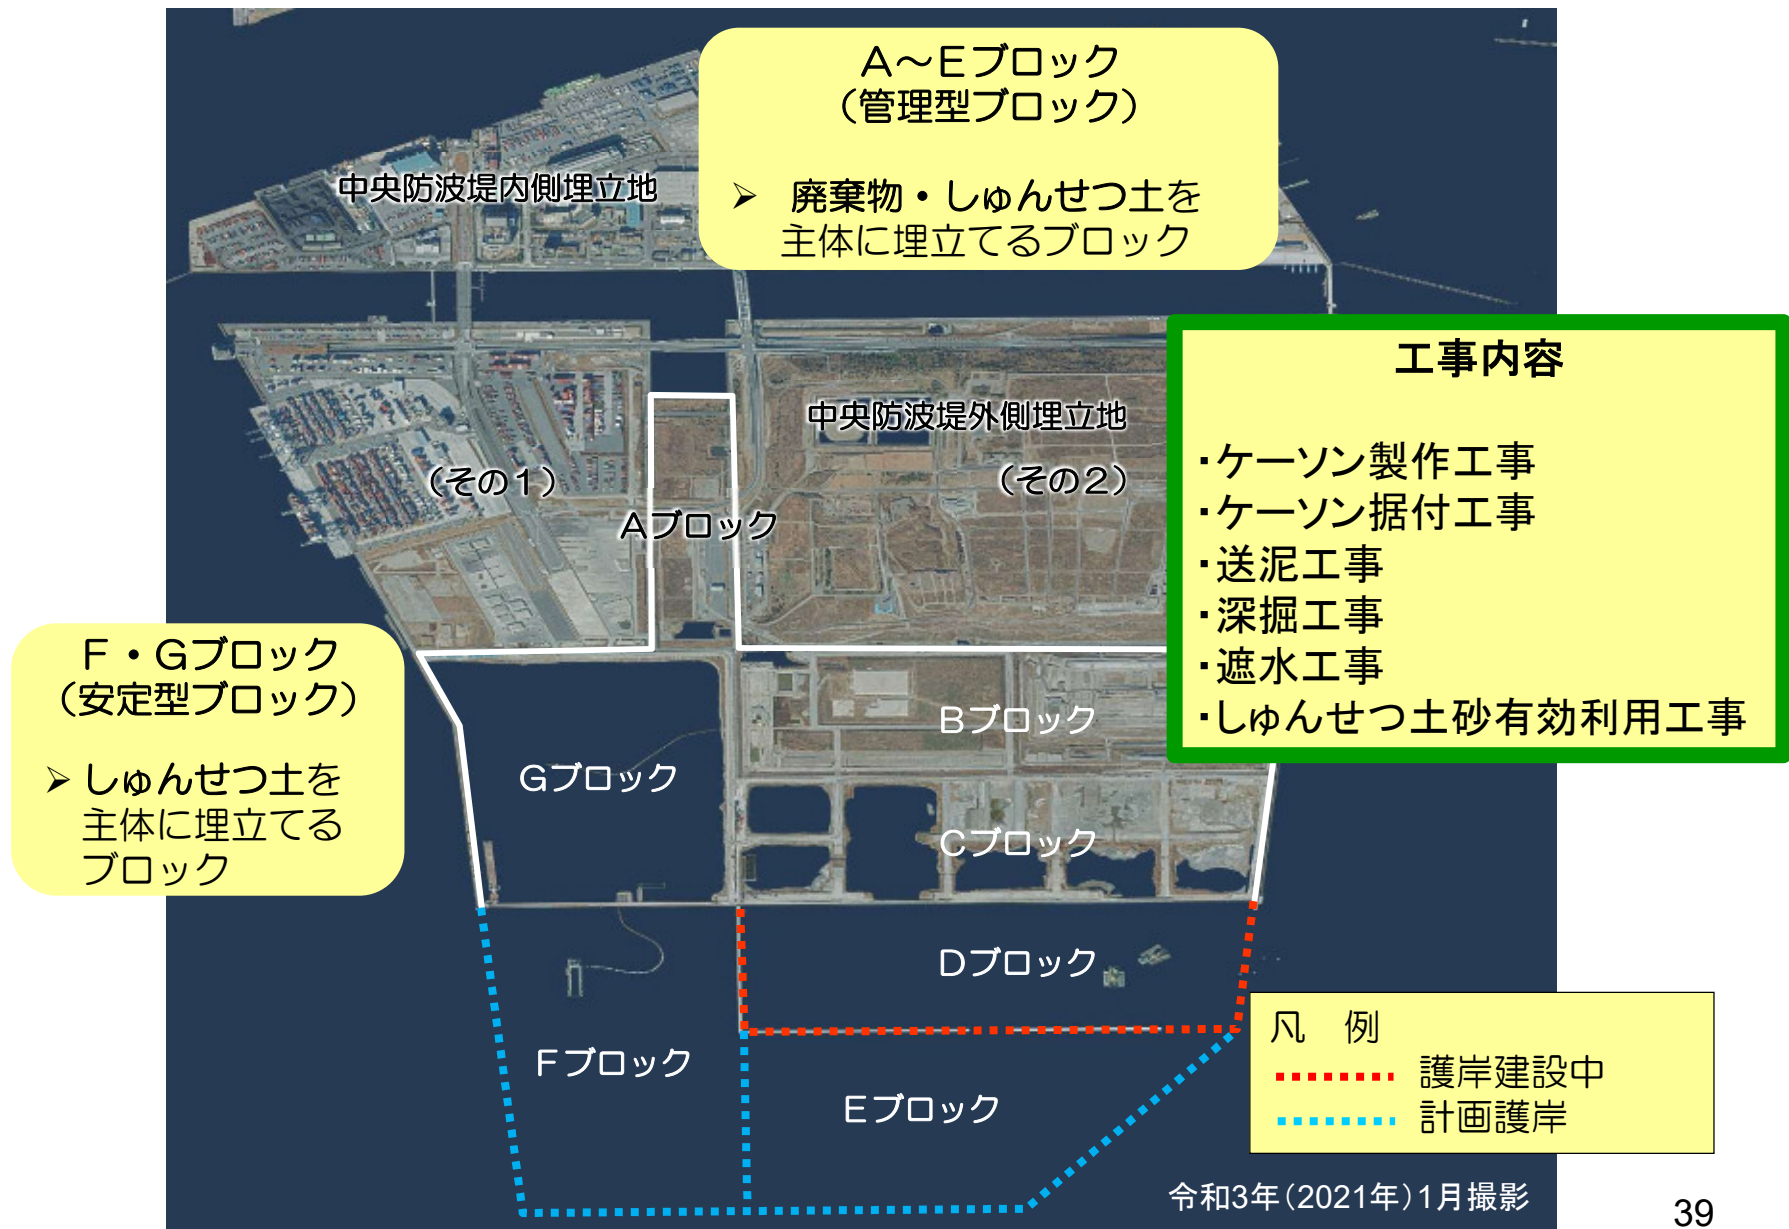 A～Eブロック
（管理型ブロック）
➢ 廃棄物・しゅんせつ土を
主体に埋立てるブロック
中央防波堤内側埋立地
工事内容
・ケーソン製作工事
・ケーソン据付工事
・送泥工事
・深掘工事
・遮水工事
・しゅんせつ土砂有効利用工事
中央防波堤外側埋立地
（その１）
（その２）
Aブロック
F・Gブロック
（安定型ブロック）
➢ しゅんせつ土を
主体に埋立てる
ブロック
Bブロック
Gブロック
Cブロック
Dブロック
Fブロック
Eブロック
凡　例
護岸建設中
計画護岸
令和3年（2021年）1月撮影
39